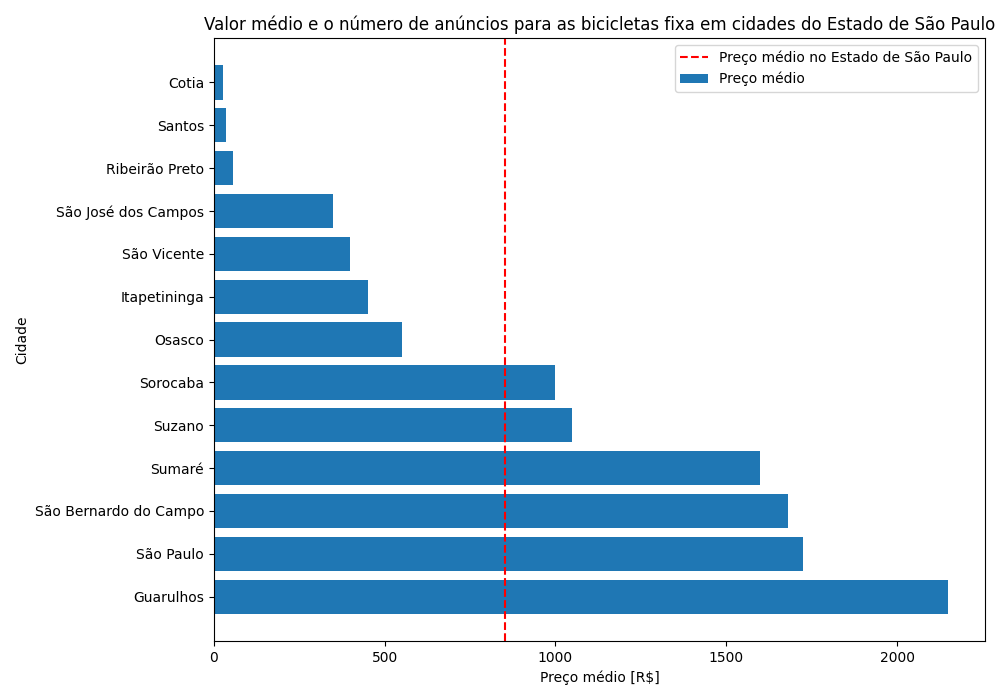 Valor médio e o número de anúncios para as bicicletas fixa em cidades do Estado de São Paulo
Preço médio no Estado de São Paulo
Preço médio
Cidade
Cotia
Santos
Ribeirão Preto
São José dos Campos
São Vicente
Itapetininga
Osasco
Sorocaba
Suzano
Sumaré
São Bernardo do Campo
São Paulo
Guarulhos
0 500 1000 1500 2000
Preço médio [R$]